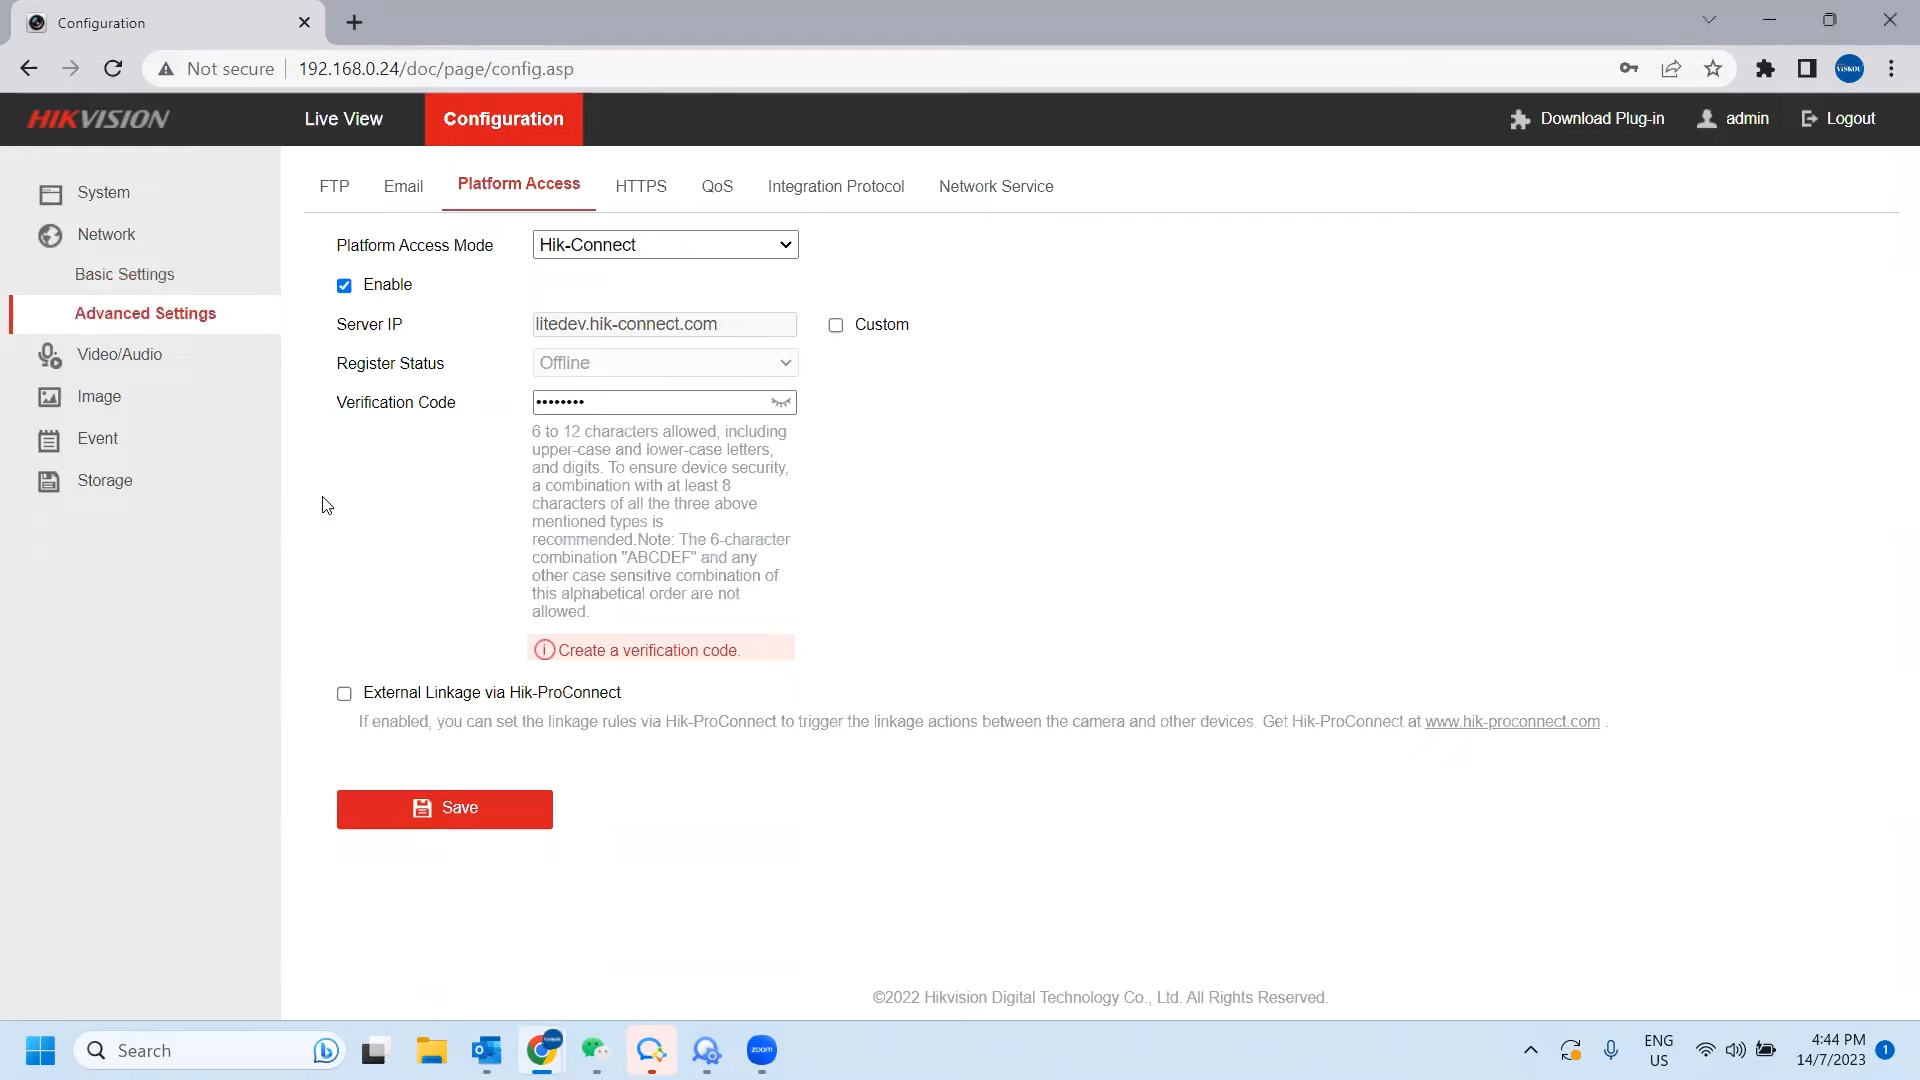 Configuration
Not secure
192.168.0.24/doc/page/config.asp
VISKOU
HIKVISION
Live View
Configuration
Download Plug-in
admin
Logout
System
Network
Basic Settings
Advanced Settings
Video/Audio
Image
Event
Storage
FTP
Email
Platform Access
HTTPS
QoS
Integration Protocol
Network Service
Platform Access Mode
Hik-Connect
Enable
Server IP
litedev.hik-connect.com
Custom
Register Status
Offline
Verification Code
••••••••
6 to 12 characters allowed, including
upper-case and lower-case letters,
and digits. To ensure device security,
a combination with at least 8
characters of all the three above
mentioned types is
recommended.Note: The 6-character
combination "ABCDEF" and any
other case sensitive combination of
this alphabetical order are not
allowed.
Create a verification code.
External Linkage via Hik-ProConnect
If enabled, you can set the linkage rules via Hik-ProConnect to trigger the linkage actions between the camera and other devices. Get Hik-ProConnect at www.hik-proconnect.com .
Save
©2022 Hikvision Digital Technology Co., Ltd. All Rights Reserved.
Search
zoom
ENG
US
4:44 PM
14/7/2023
1